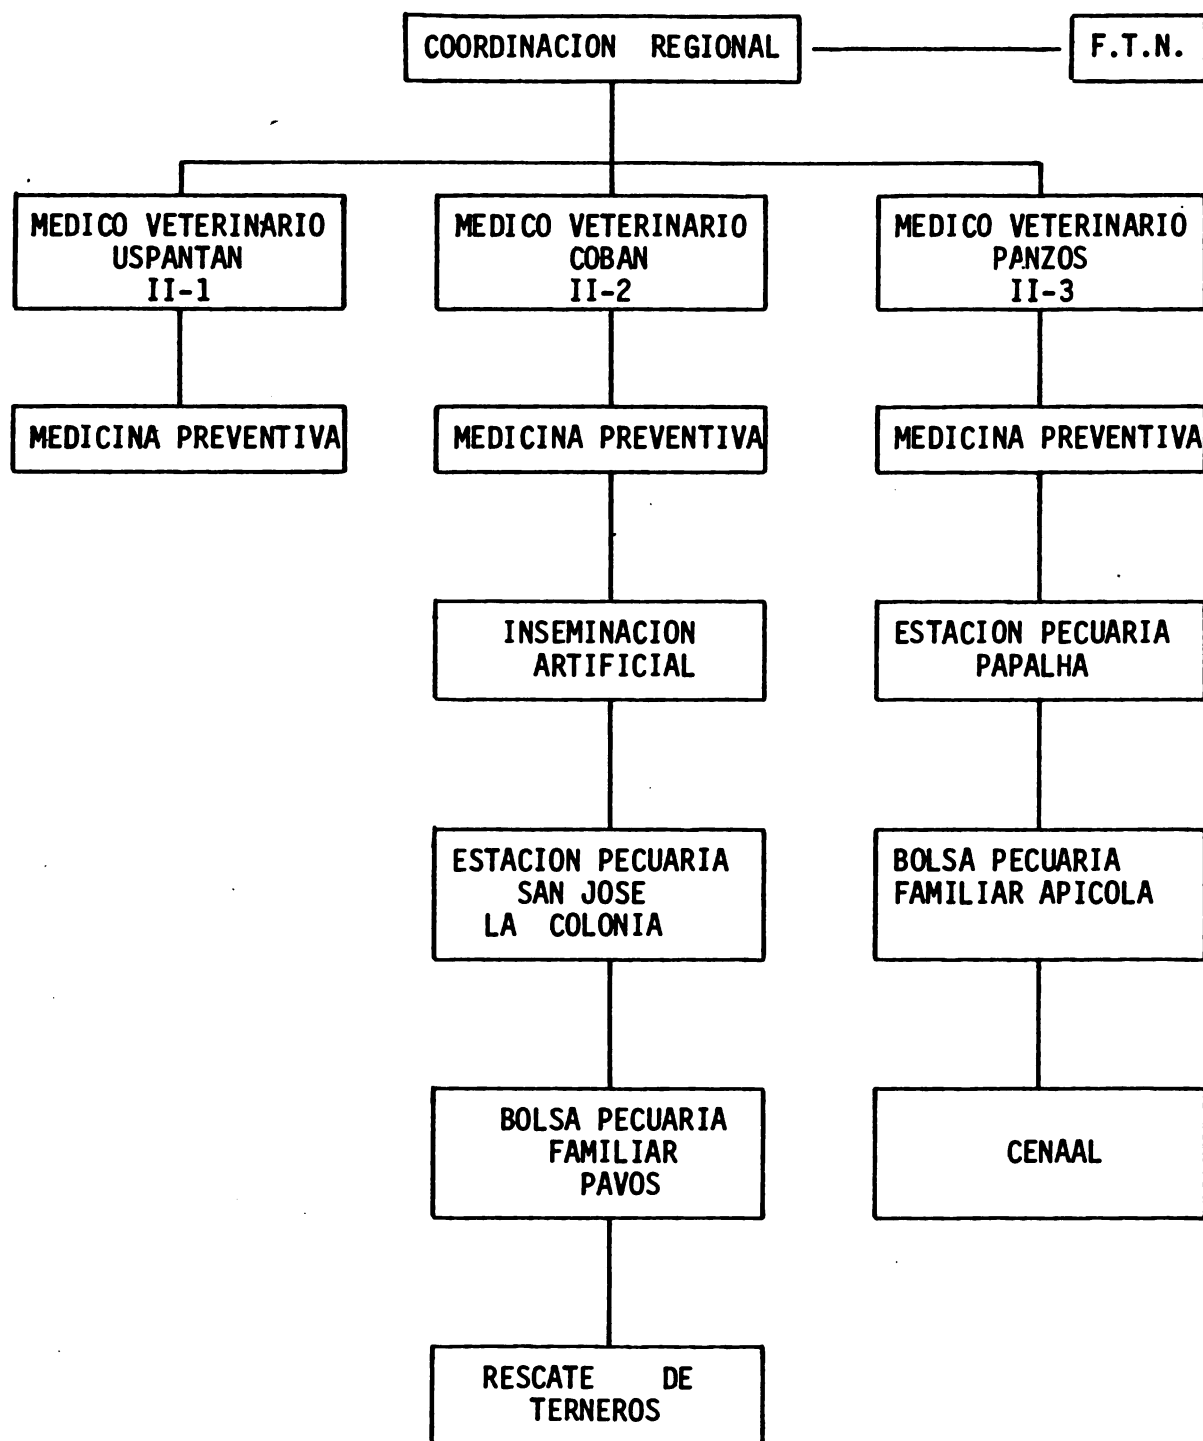 COORDINACION REGIONAL
F.T.N.
MEDICO VETERINARIO
USPANTAN
II-1
MEDICO VETERINARIO
COBAN
II-2
MEDICO VETERINARIO
PANZOS
II-3
MEDICINA PREVENTIVA
MEDICINA PREVENTIVA
MEDICINA PREVENTIVA
INSEMINACION
ARTIFICIAL
ESTACION PECUARIA
PAPALHA
ESTACION PECUARIA
SAN JOSE
LA COLONIA
BOLSA PECUARIA
FAMILIAR APICOLA
BOLSA PECUARIA
FAMILIAR
PAVOS
CENAAL
RESCATE DE
TERNEROS